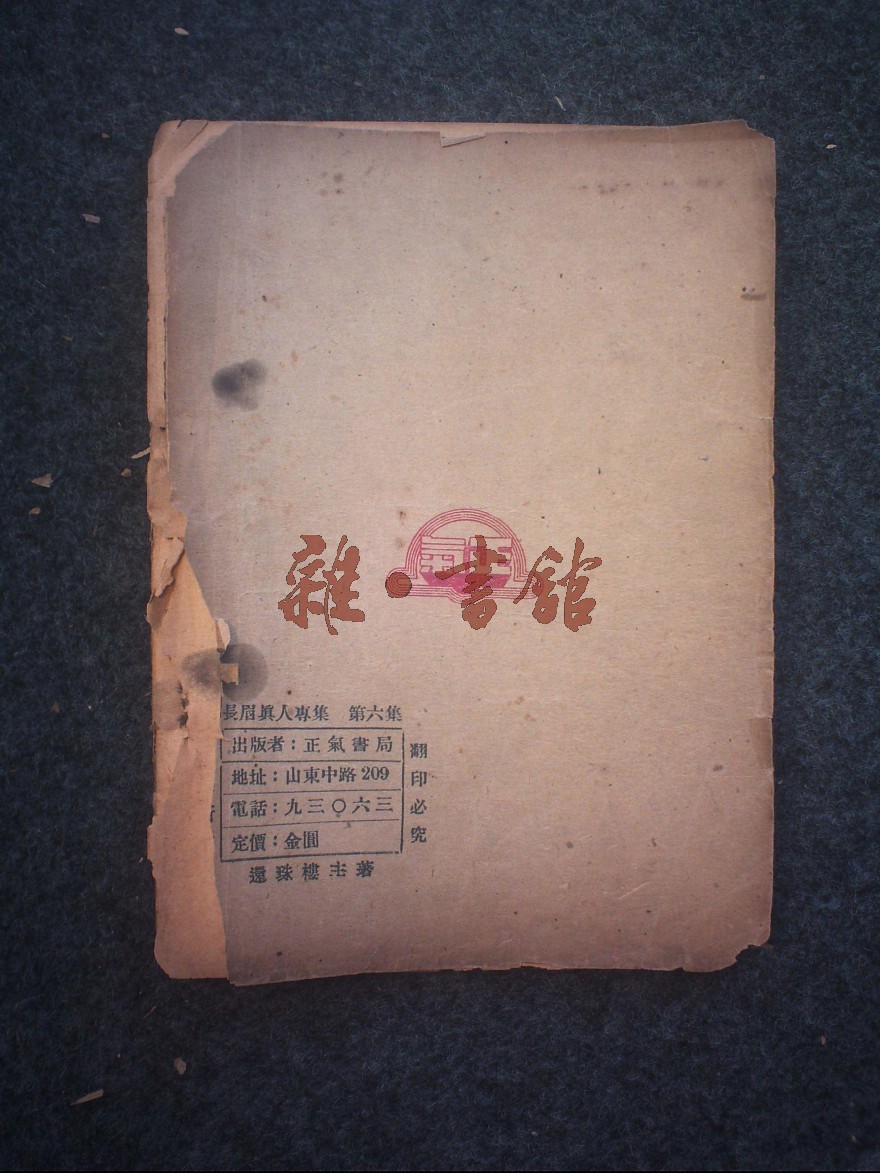 雜·書館
長眉眞人專集 第六集
出版者：正氣書局
地址：山東中路209
電話：九三〇六三
定價：金圓
還珠樓主著
翻印必究